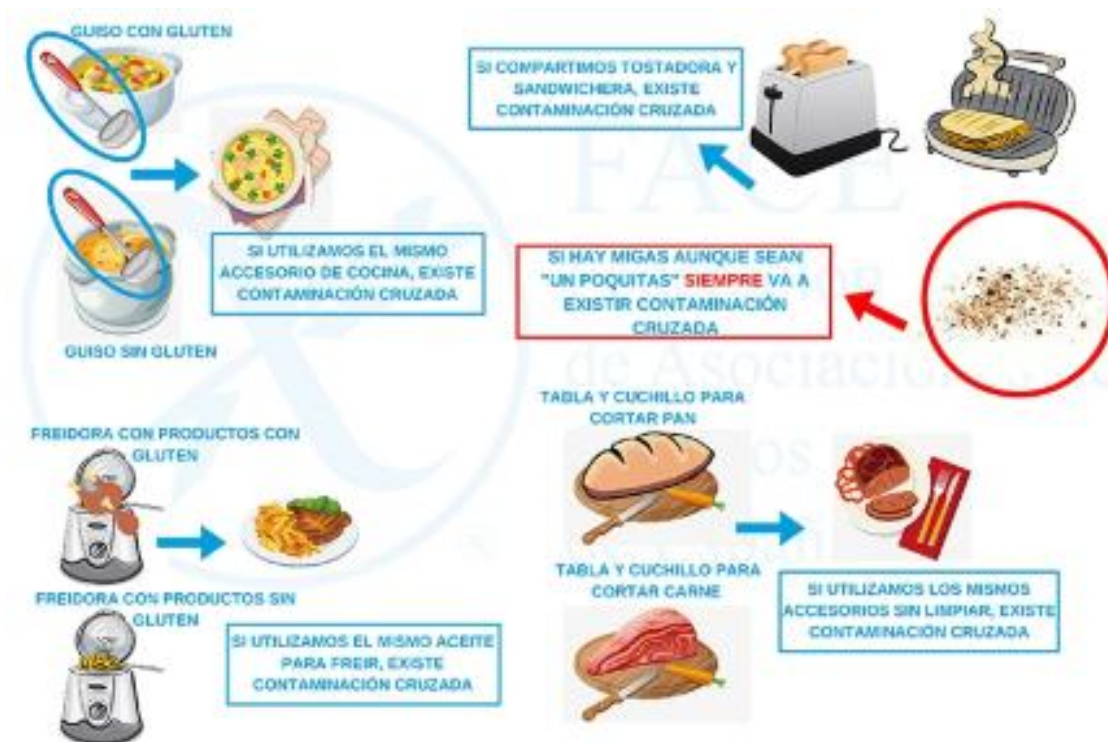 GUISO CON GLUTEN
SI UTILIZAMOS EL MISMO
ACCESORIO DE COCINA, EXISTE
CONTAMINACIÓN CRUZADA
GUISO SIN GLUTEN
SI COMPARTIMOS TOSTADORA Y
SANDWICHERA, EXISTE
CONTAMINACIÓN CRUZADA
SI HAY MIGAS AUNQUE SEAN
"UN POQUITAS" SIEMPRE VA A
EXISTIR CONTAMINACIÓN
CRUZADA
FREIDORA CON PRODUCTOS CON
GLUTEN
FREIDORA CON PRODUCTOS SIN
GLUTEN
SI UTILIZAMOS EL MISMO ACEITE
PARA FREIR, EXISTE
CONTAMINACIÓN CRUZADA
TABLA Y CUCHILLO PARA
CORTAR PAN
TABLA Y CUCHILLO PARA
CORTAR CARNE
SI UTILIZAMOS LOS MISMOS
ACCESORIOS SIN LIMPIAR, EXISTE
CONTAMINACIÓN CRUZADA
FACE
de Asociacion